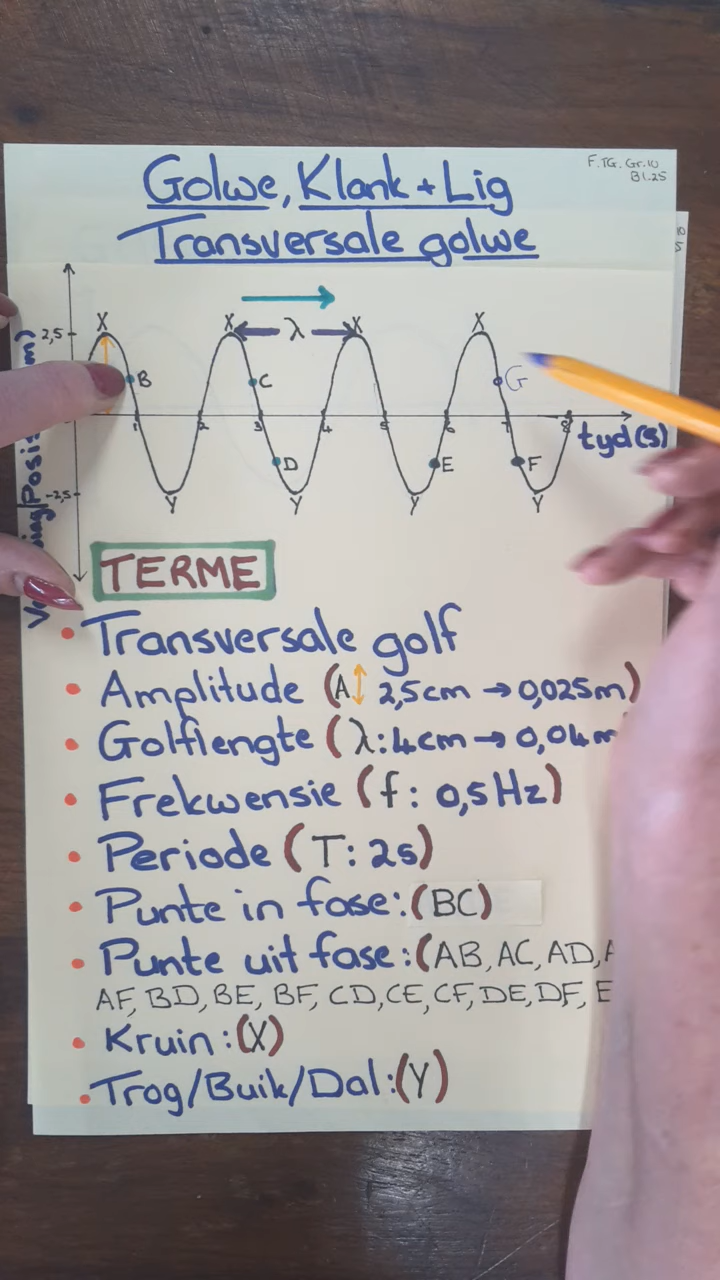 F.TG.Gr.10
Bl.25
Golwe, Klank + Lig
Transversale golwe
X X X X
2,5 λ
B C G
1 2 3 4 5 6 7 8 tyd(s)
D E F
-2,5
Y Y Y Y
TERME
• Transversale golf
• Amplitude (A↕ 2,5cm → 0,025m)
• Golflengte (λ:4cm → 0,04m
• Frekwensie (f: 0,5Hz)
• Periode (T: 2s)
• Punte in fase: (BC)
• Punte uit fase: (AB, AC, AD,
AF, BD, BE, BF, CD, CE, CF, DE, DF, E
• Kruin: (X)
• Trog/Buik/Dal: (Y)